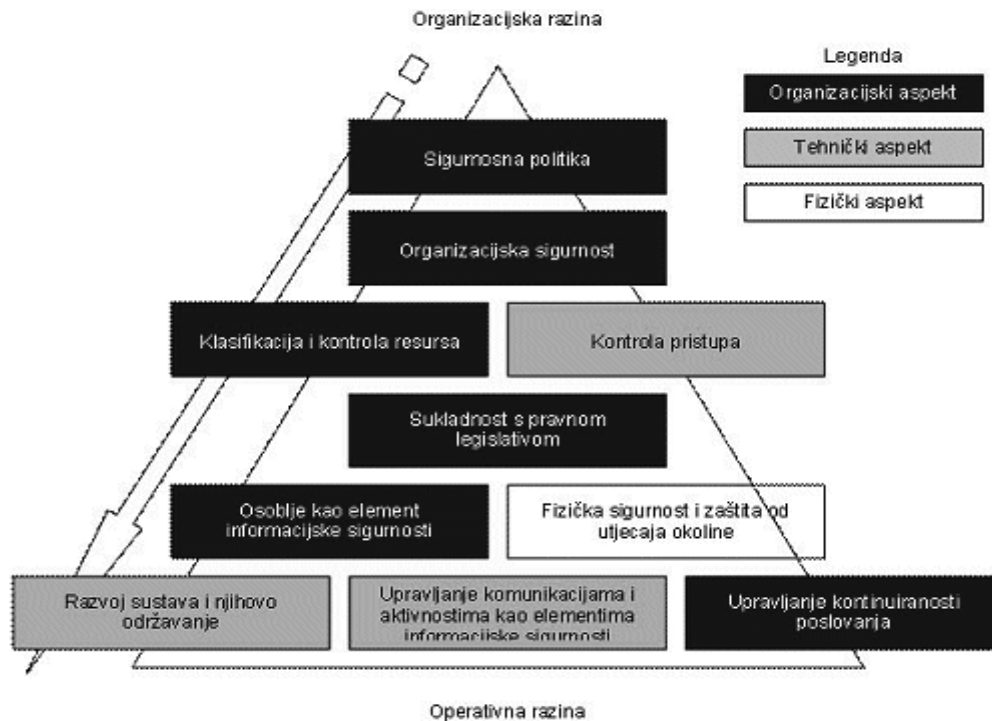 Organizacijska razina
Legenda
Organizacijski aspekt
Tehnički aspekt
Fizički aspekt
Sigurnosna politika
Organizacijska sigurnost
Klasifikacija i kontrola resursa
Kontrola pristupa
Sukladnost s pravnom
legislativom
Osoblje kao element
informacijske sigurnosti
Fizička sigurnost i zaštita od
utjecaja okoline
Razvoj sustava i njihovo
održavanje
Upravljanje komunikacijama i
aktivnostima kao elementima
informacijske sigurnosti
Upravljanje kontinuiranosti
poslovanja
Operativna razina